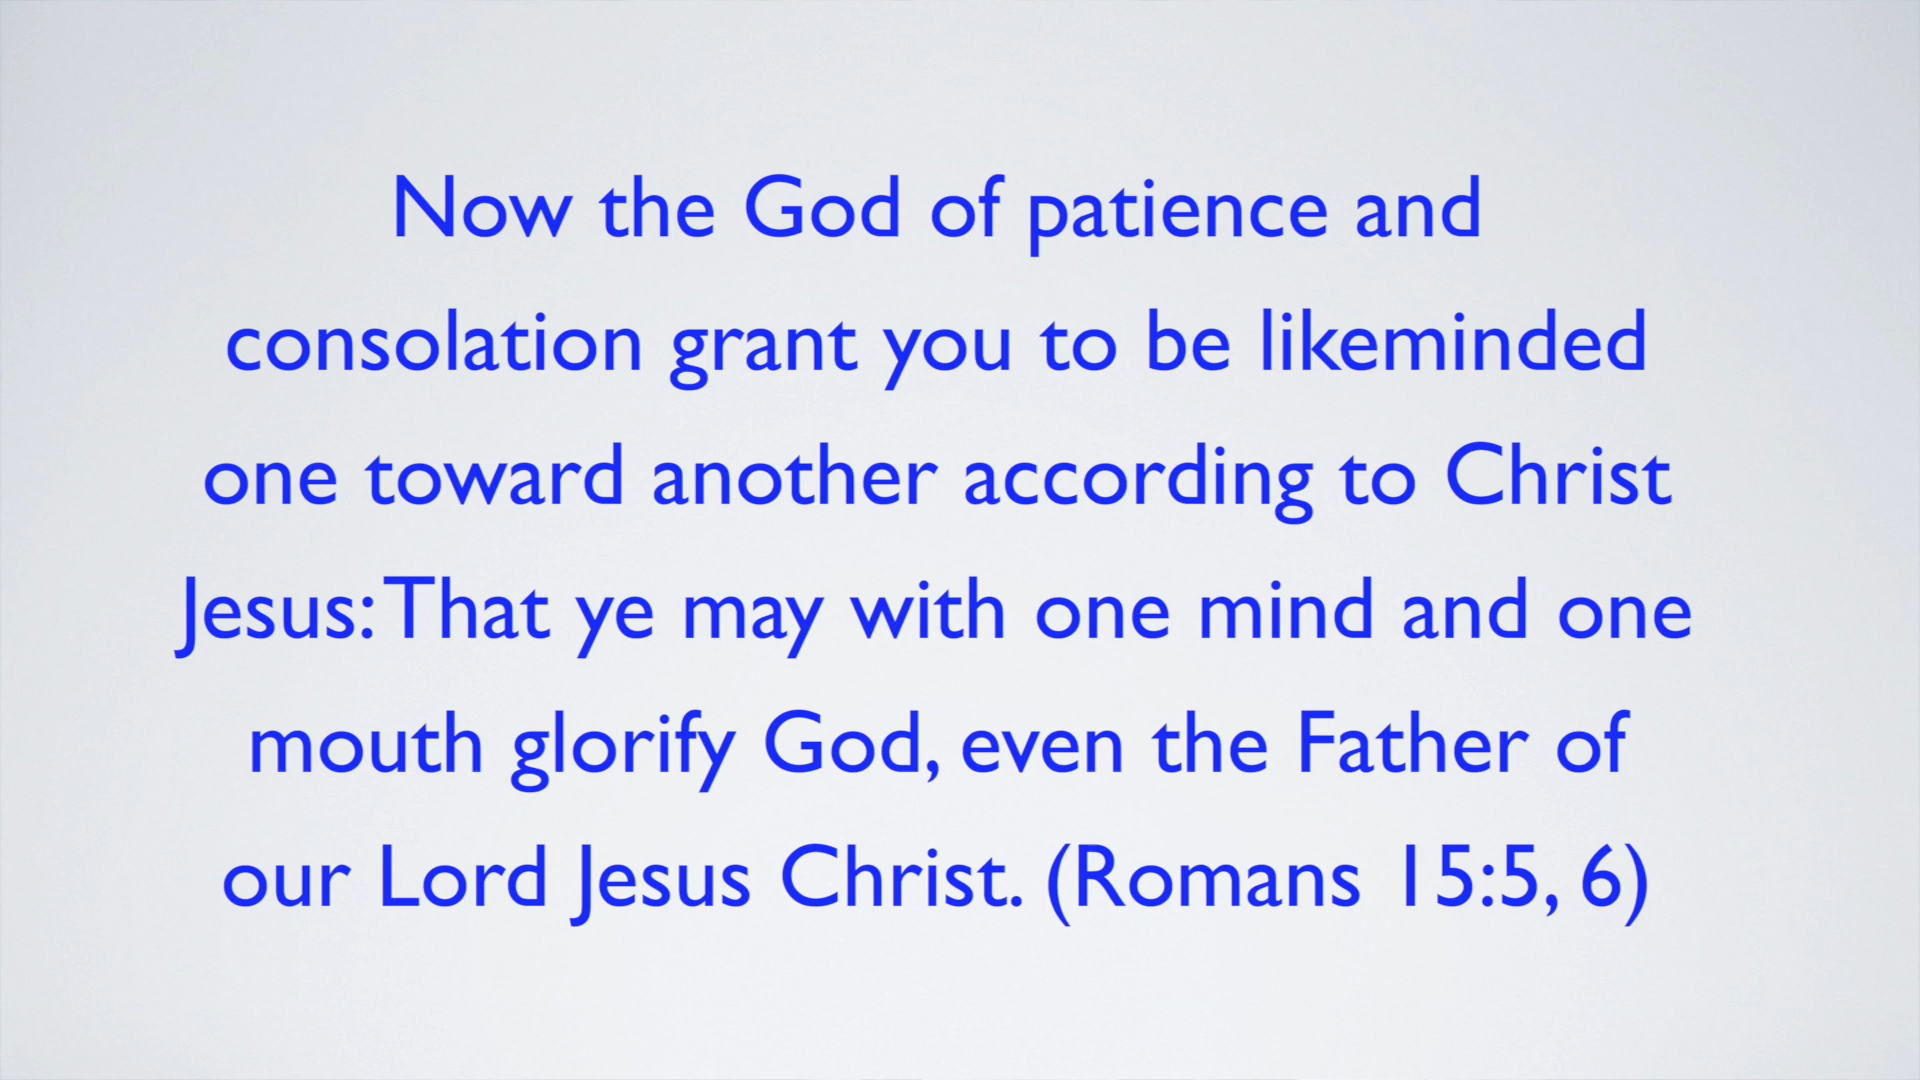 Now the God of patience and
consolation grant you to be likeminded
one toward another according to Christ
Jesus: That ye may with one mind and one
mouth glorify God, even the Father of
our Lord Jesus Christ. (Romans 15:5, 6)